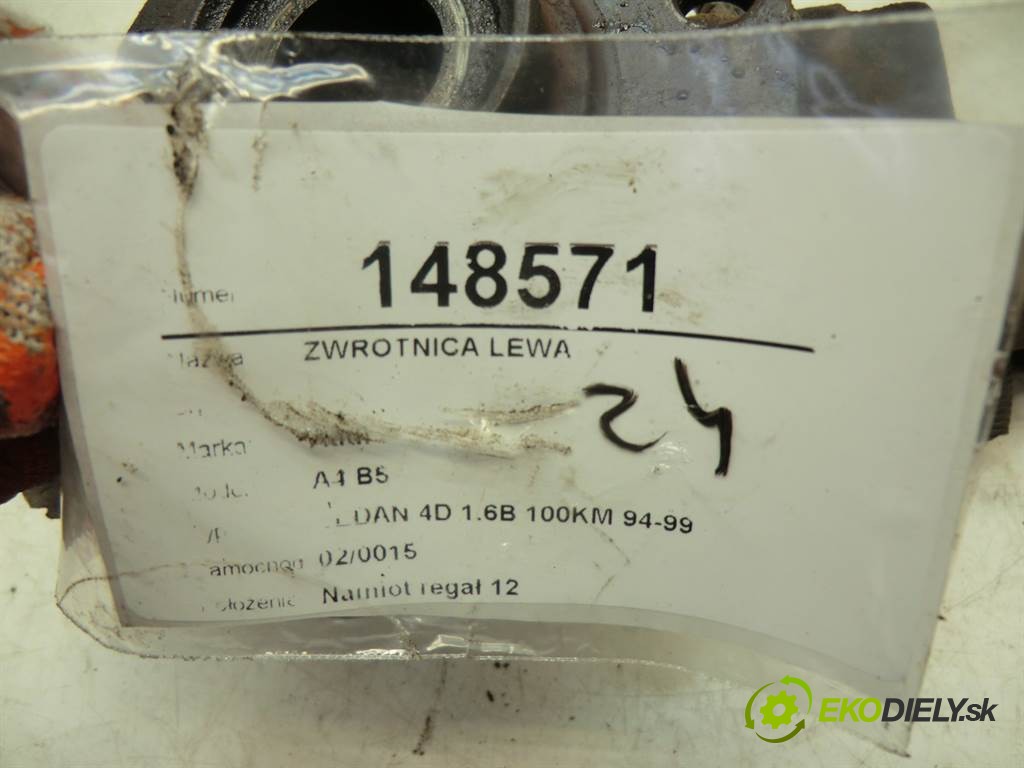 148571
ZWROTNICA LEWA
24
Marka
A4 B5
SEDAN 4D 1.6B 100KM 94-99
02/0015
Namiot regał 12
EKODIELY.sk